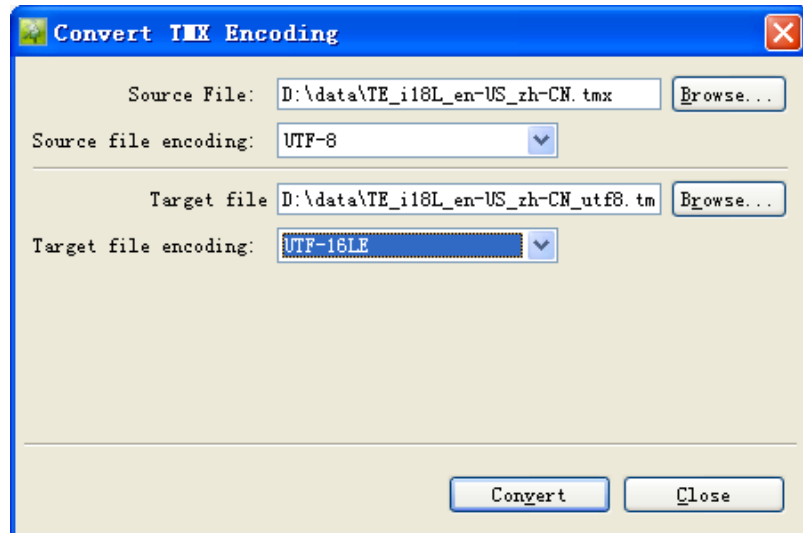 Convert TMX Encoding
Source File: D:\data\TE_i18L_en-US_zh-CN.tmx Browse...
Source file encoding: UTF-8
Target file D:\data\TE_i18L_en-US_zh-CN_utf8.tm Browse...
Target file encoding: UTF-16LE
Convert Close